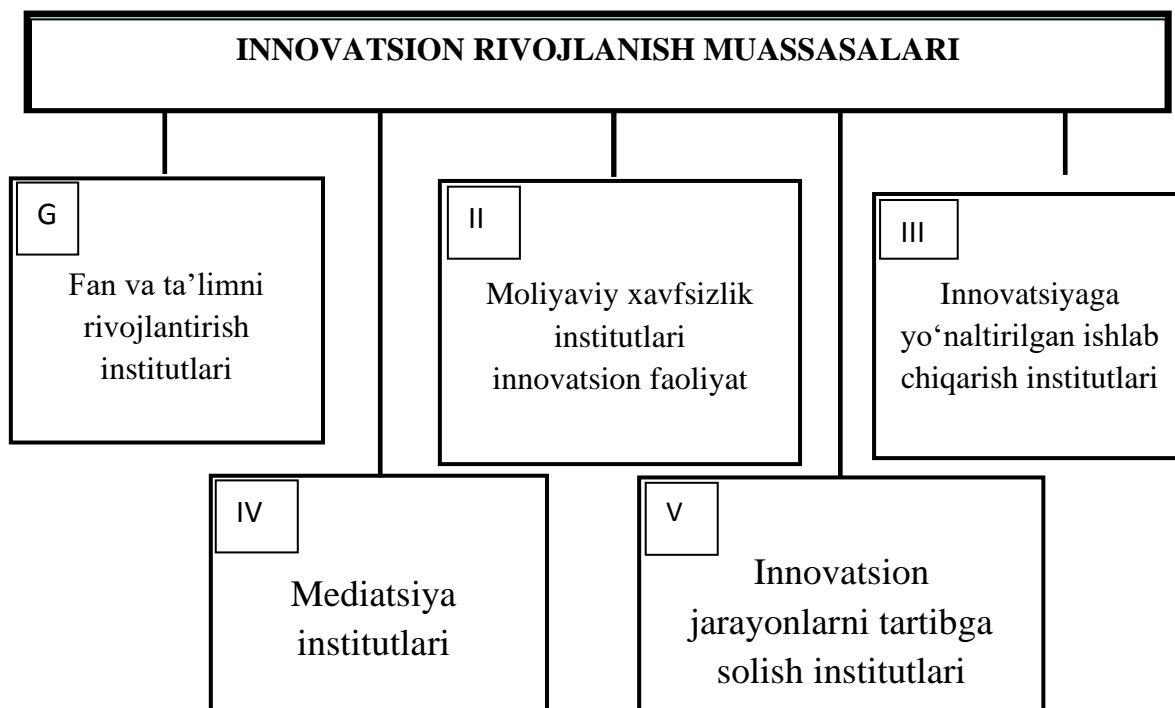 INNOVATSION RIVOJLANISH MUASSASALARI
G
Fan va ta’limni
rivojlantirish
institutlari
II
Moliyaviy xavfsizlik
institutlari
innovatsion faoliyat
III
Innovatsiyaga
yo‘naltirilgan ishlab
chiqarish institutlari
IV
Mediatsiya
institutlari
V
Innovatsion
jarayonlarni tartibga
solish institutlari